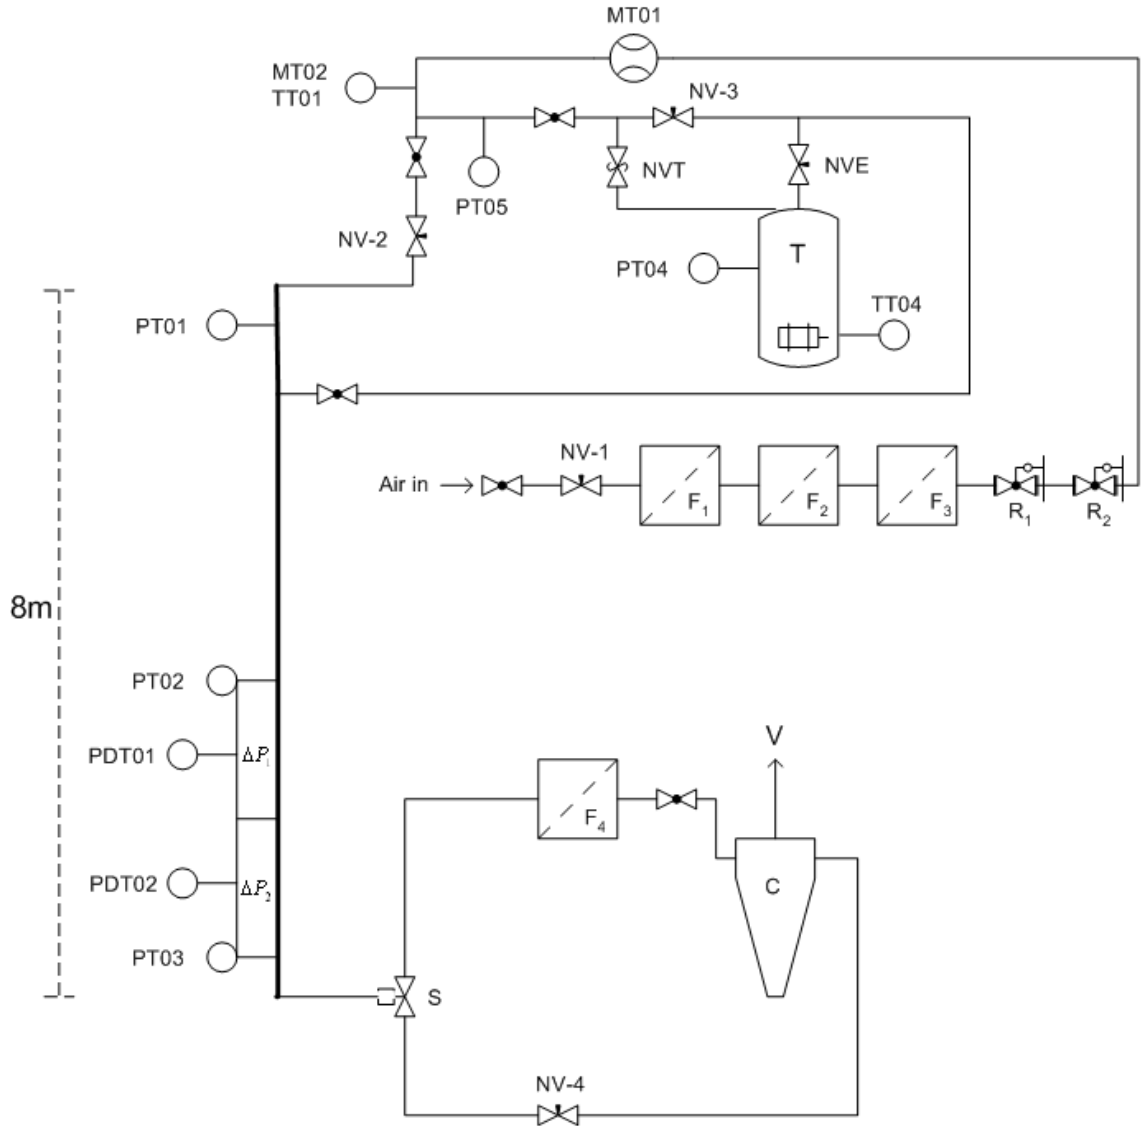 MT01
MT02
TT01
NV-3
NVT
NVE
PT05
NV-2
T
PT04
TT04
PT01
NV-1
Air in
F1
F2
F3
R1
R2
8m
PT02
PDT01
ΔP1
V
F4
PDT02
ΔP2
C
PT03
S
NV-4